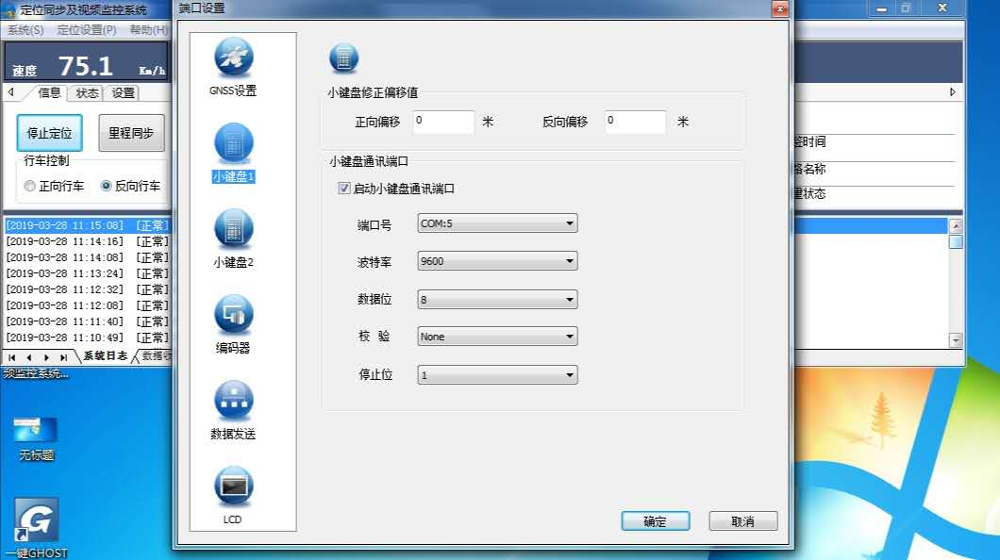 定位同步及视频监控系统
系统(S) 定位设置(P) 帮助(H)
速度 75.1 Km/h
信息 状态 设置
停止定位 里程同步
行车控制
正向行车 反向行车
[2019-03-28 11:15:08] [正常]
[2019-03-28 11:14:16] [正常]
[2019-03-28 11:14:08] [正常]
[2019-03-28 11:13:24] [正常]
[2019-03-28 11:12:32] [正常]
[2019-03-28 11:12:08] [正常]
[2019-03-28 11:11:40] [正常]
[2019-03-28 11:10:49] [正常]
系统日志 数据
频监控系统...
无标题
一键GHOST
端口设置
GNSS设置
小键盘1
小键盘2
编码器
数据发送
LCD
小键盘修正偏移值
正向偏移 0 米 反向偏移 0 米
小键盘通讯端口
启动小键盘通讯端口
端口号 COM:5
波特率 9600
数据位 8
校 验 None
停止位 1
确定 取消
时间
名称
状态